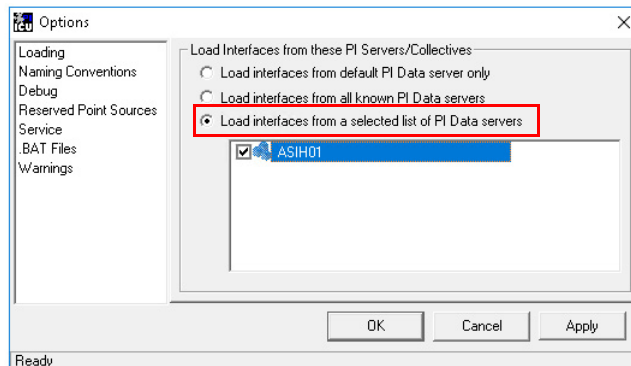 ICU Options
Loading
Naming Conventions
Debug
Reserved Point Sources
Service
.BAT Files
Warnings
Load Interfaces from these PI Servers/Collectives
Load interfaces from default PI Data server only
Load interfaces from all known PI Data servers
Load interfaces from a selected list of PI Data servers
ASIH01
OK Cancel Apply
Ready